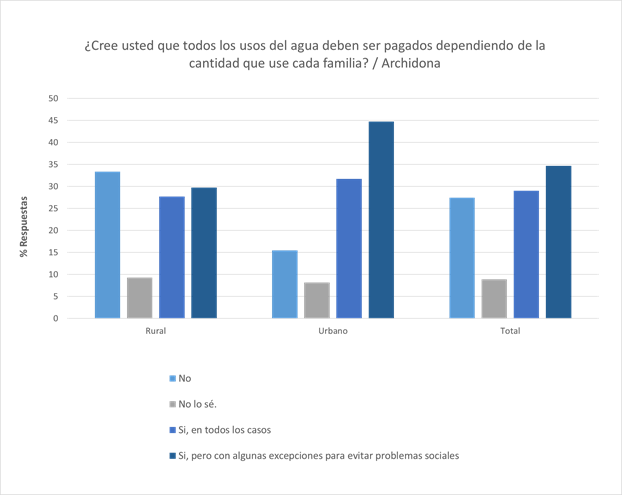 ¿Cree usted que todos los usos del agua deben ser pagados dependiendo de la
cantidad que use cada familia? / Archidona
50
45
40
35
30
25
20
15
10
5
0
% Respuestas
Rural
Urbano
Total
No
No lo sé.
Si, en todos los casos
Si, pero con algunas excepciones para evitar problemas sociales